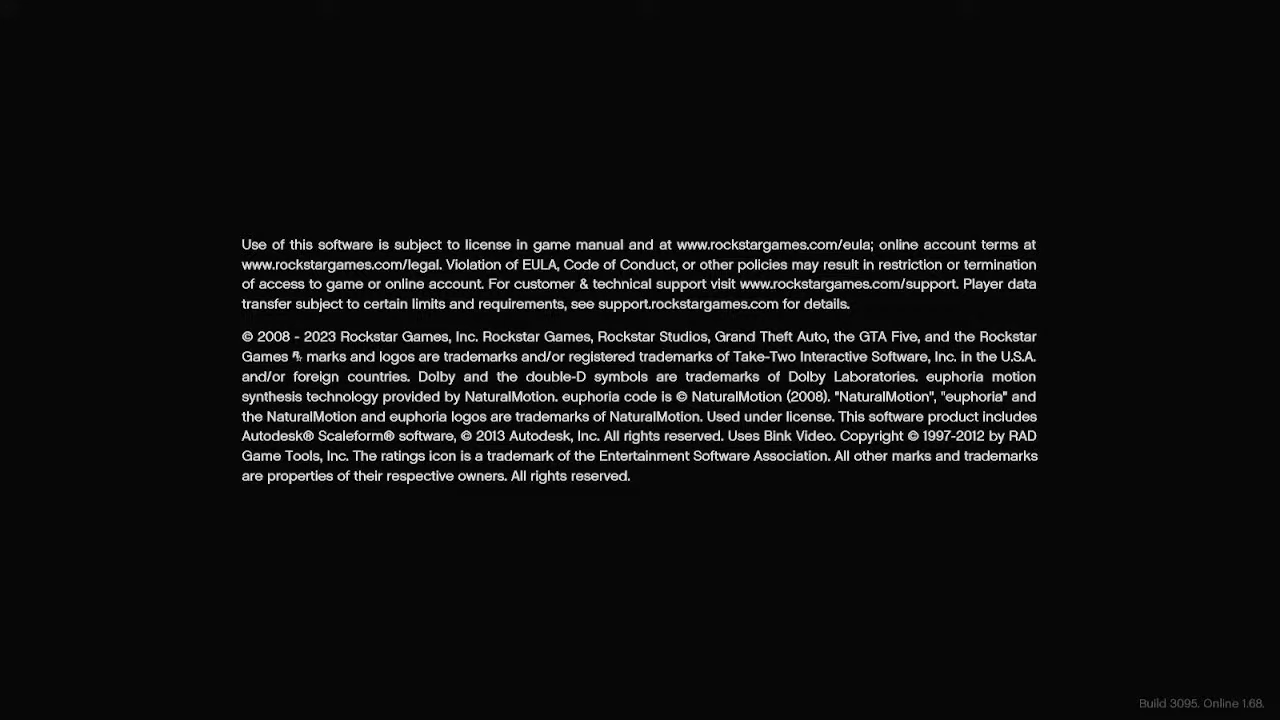 Use of this software is subject to license in game manual and at www.rockstargames.com/eula; online account terms at
www.rockstargames.com/legal. Violation of EULA, Code of Conduct, or other policies may result in restriction or termination
of access to game or online account. For customer & technical support visit www.rockstargames.com/support. Player data
transfer subject to certain limits and requirements, see support.rockstargames.com for details.
© 2008 - 2023 Rockstar Games, Inc. Rockstar Games, Rockstar Studios, Grand Theft Auto, the GTA Five, and the Rockstar
Games R* marks and logos are trademarks and/or registered trademarks of Take-Two Interactive Software, Inc. in the U.S.A.
and/or foreign countries. Dolby and the double-D symbols are trademarks of Dolby Laboratories. euphoria motion
synthesis technology provided by NaturalMotion. euphoria code is © NaturalMotion (2008). "NaturalMotion", "euphoria" and
the NaturalMotion and euphoria logos are trademarks of NaturalMotion. Used under license. This software product includes
Autodesk® Scaleform® software, © 2013 Autodesk, Inc. All rights reserved. Uses Bink Video. Copyright © 1997-2012 by RAD
Game Tools, Inc. The ratings icon is a trademark of the Entertainment Software Association. All other marks and trademarks
are properties of their respective owners. All rights reserved.
Build 3095. Online 1.68.